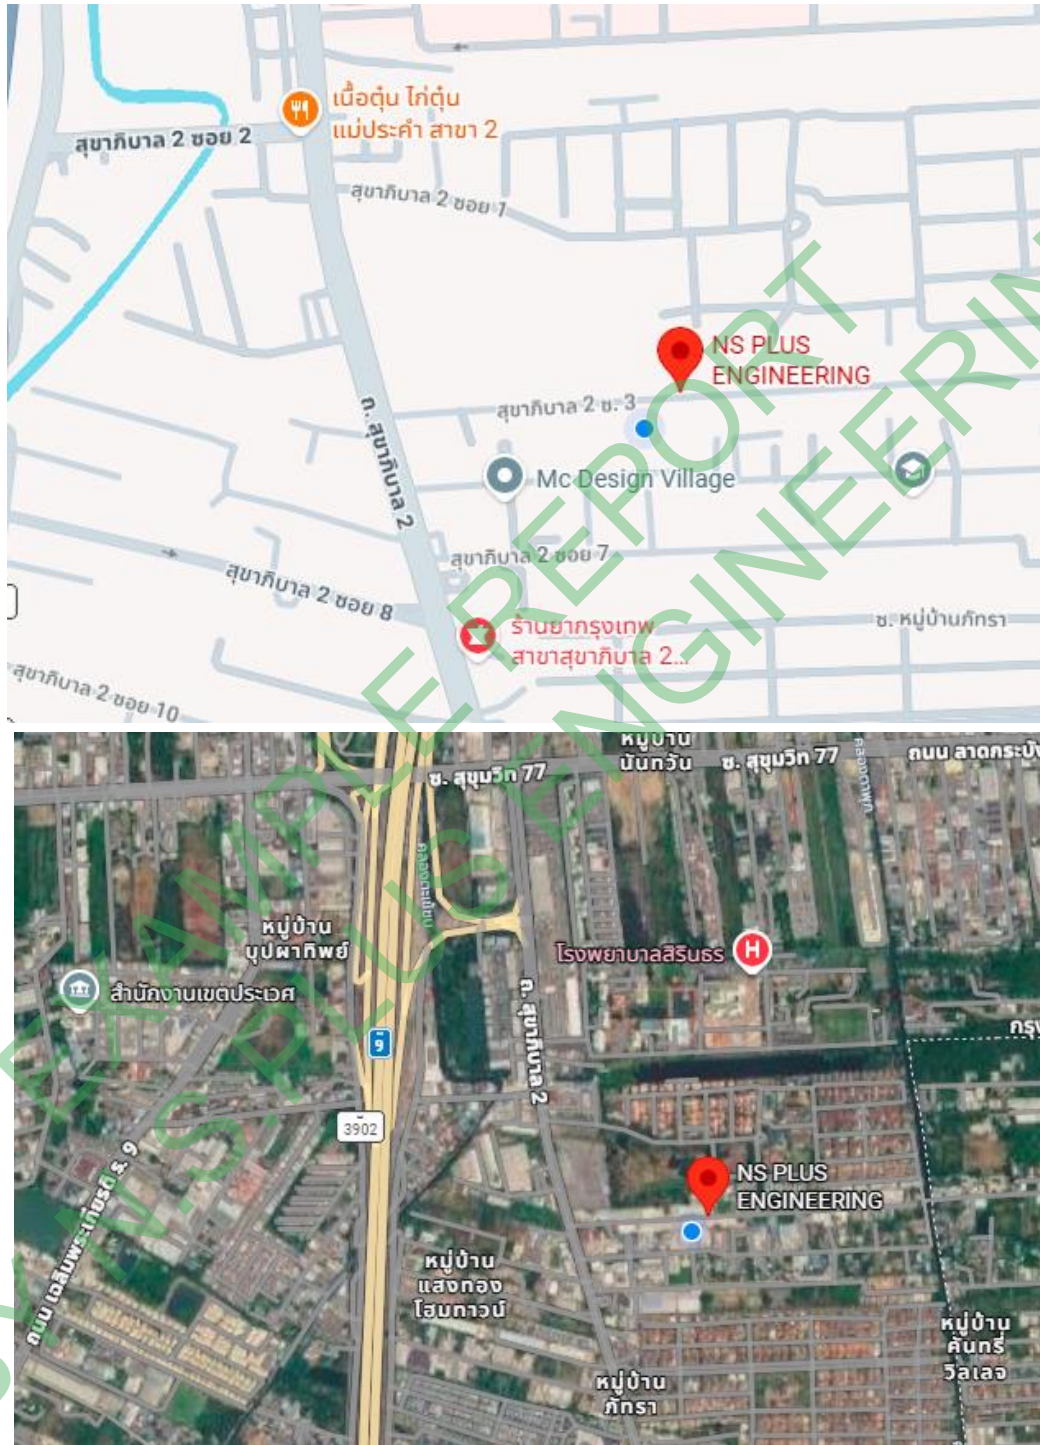 เนื้อตุ๋น ไก่ตุ๋น
แม่ประคำ สาขา 2
สุขาภิบาล 2 ซอย 2
สุขาภิบาล 2 ซอย 1
NS PLUS
ENGINEERING
สุขาภิบาล 2 ซ. 3
ถ. สุขาภิบาล 2
Mc Design Village
สุขาภิบาล 2 ซอย 7
สุขาภิบาล 2 ซอย 8
ร้านยากรุงเทพ
สาขาสุขาภิบาล 2...
ซ. หมู่บ้านภัทรา
สุขาภิบาล 2 ซอย 10
หมู่บ้าน
นันทวัน
ซ. สุขุมวิท 77
ซ. สุขุมวิท 77
ถนน ลาดกระบัง
หมู่บ้าน
บุปผาทิพย์
โรงพยาบาลสิรินธร
H
สำนักงานเขตประเวศ
ถ. สุขาภิบาล 2
9
กรุง
3902
NS PLUS
ENGINEERING
ถนน เฉลิมพระเกียรติ ร. 9
หมู่บ้าน
แสงทอง
โฮมทาวน์
หมู่บ้าน
คันทรี่
วิลเลจ
หมู่บ้าน
ภัทรา
EXAMPLE REPORT
BY N.S.PLUS ENGINEERIN